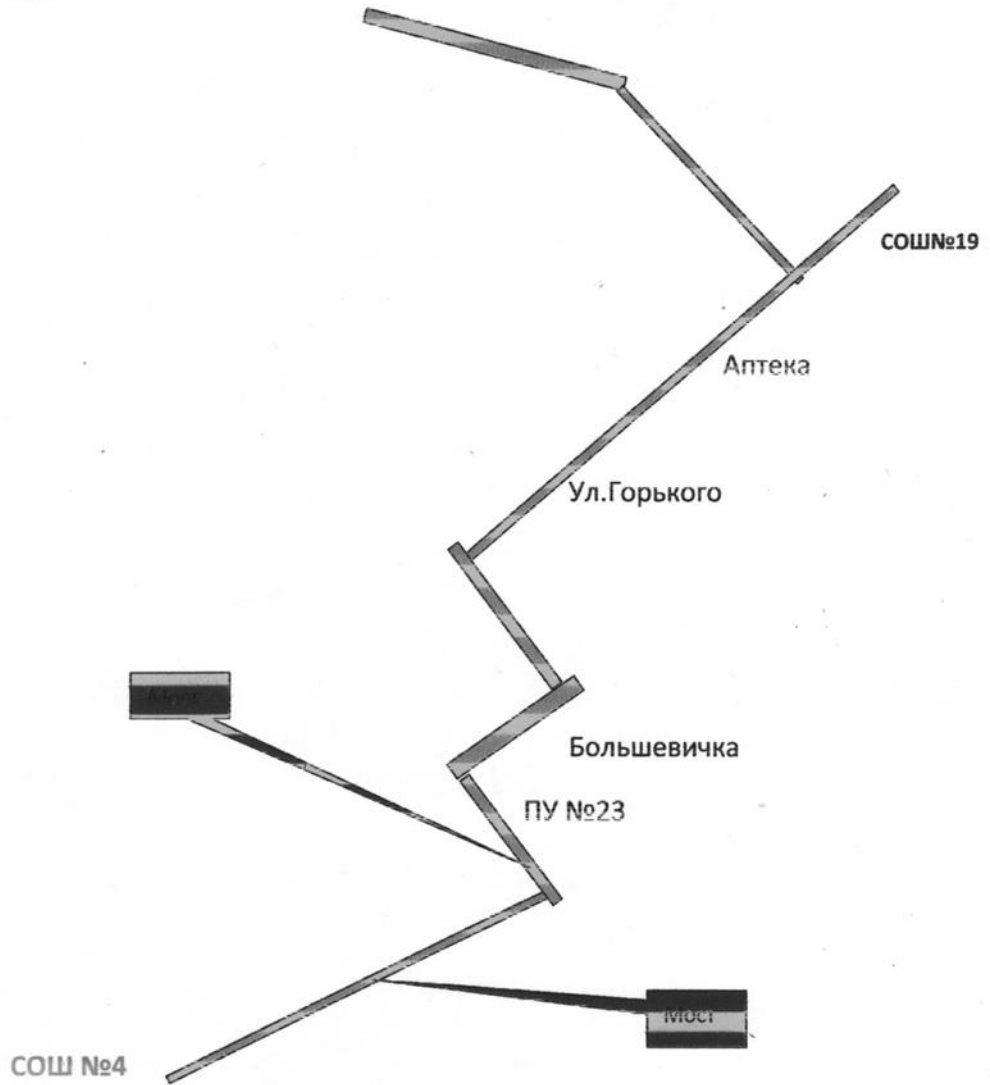 СОШ№19
Аптека
Ул.Горького
Мост
Большевичка
ПУ №23
Мост
СОШ №4